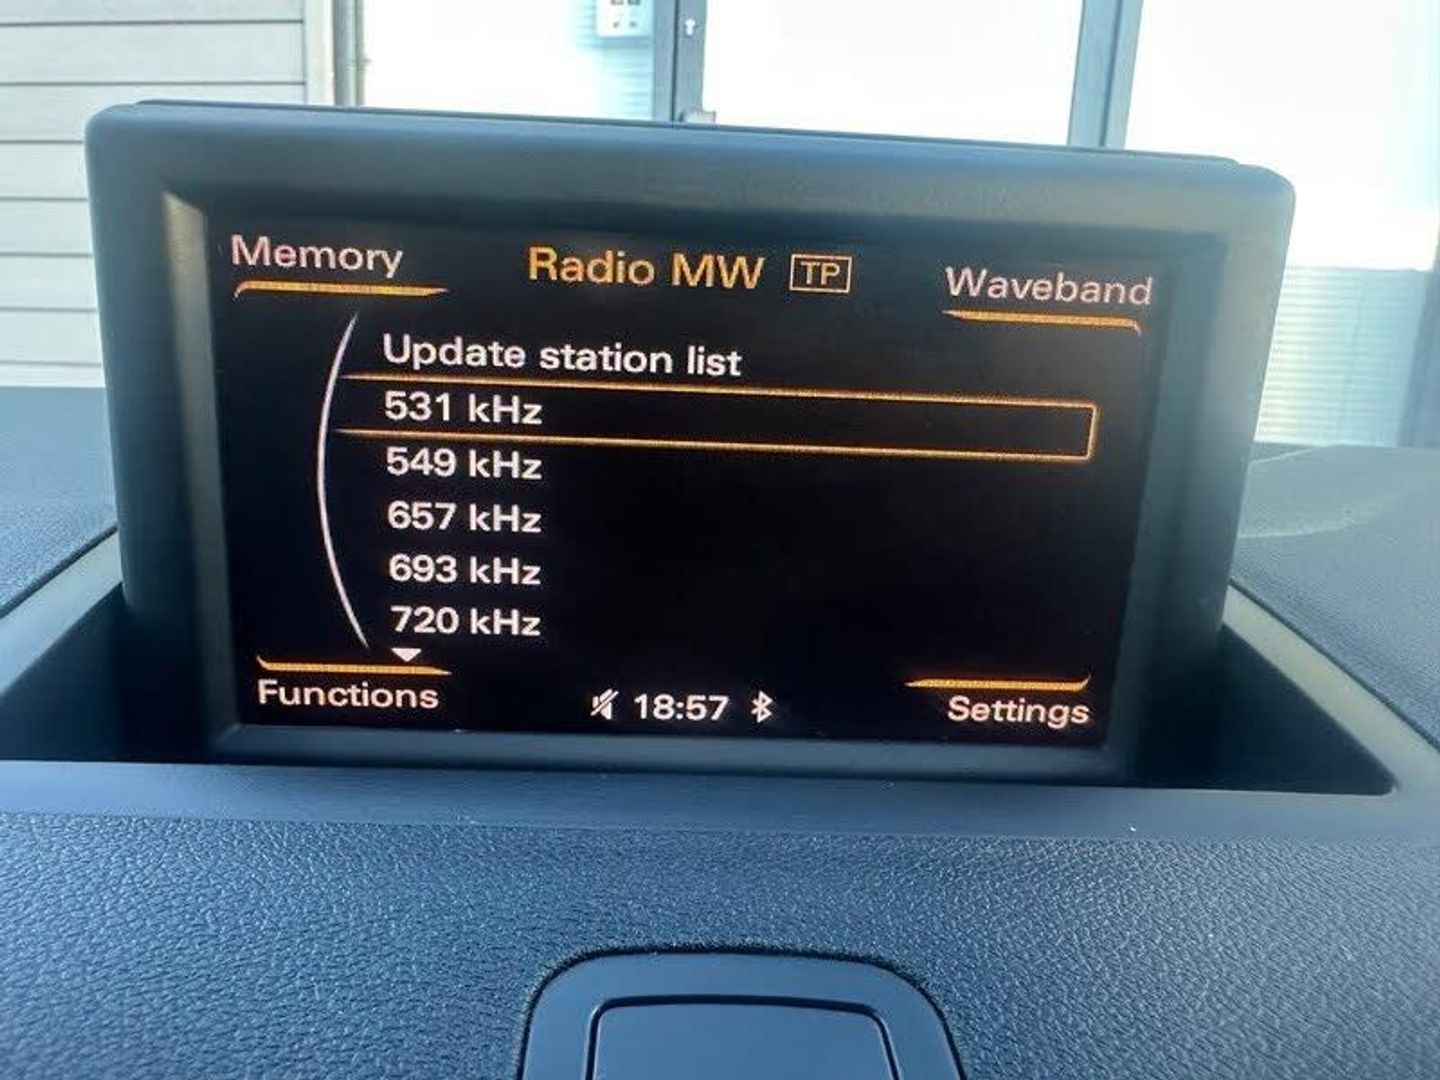 Memory
Radio MW TP
Waveband
Update station list
531 kHz
549 kHz
657 kHz
693 kHz
720 kHz
Functions
18:57
Settings